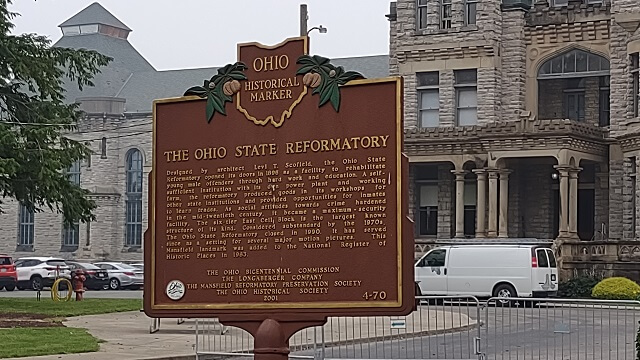 OHIO
HISTORICAL
MARKER
THE OHIO STATE REFORMATORY
Designed by architect Levi T. Scofield, the Ohio State
Reformatory opened its doors in 1896 as a facility to rehabilitate
young male offenders through hard work and education. A self-
sufficient institution with its own power plant and working
farm, the reformatory produced goods in its workshops for
other state institutions and provided opportunities for inmates
to learn trades. As social attitudes towards crime hardened
in the mid-twentieth century, it became a maximum-security
facility. The six-tier East Cell Block is the largest known
structure of its kind. Considered substandard by the 1970s,
The Ohio State Reformatory closed in 1990. It has served
since as a setting for several major motion pictures. This
Mansfield landmark was added to the National Register of
Historic Places in 1983.
THE OHIO BICENTENNIAL COMMISSION
THE LONGABERGER COMPANY
THE MANSFIELD REFORMATORY PRESERVATION SOCIETY
THE OHIO HISTORICAL SOCIETY
2001
4-70